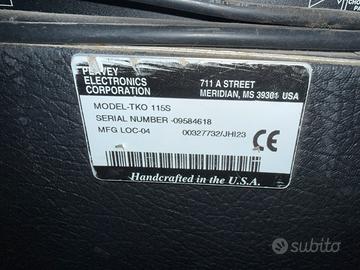 PEAVEY
ELECTRONICS
CORPORATION
711 A STREET
MERIDIAN, MS 39301 USA
MODEL-TKO 115S
SERIAL NUMBER -09584618
MFG LOC-04
00327732/JHI23
CE
Handcrafted in the U.S.A.
subito